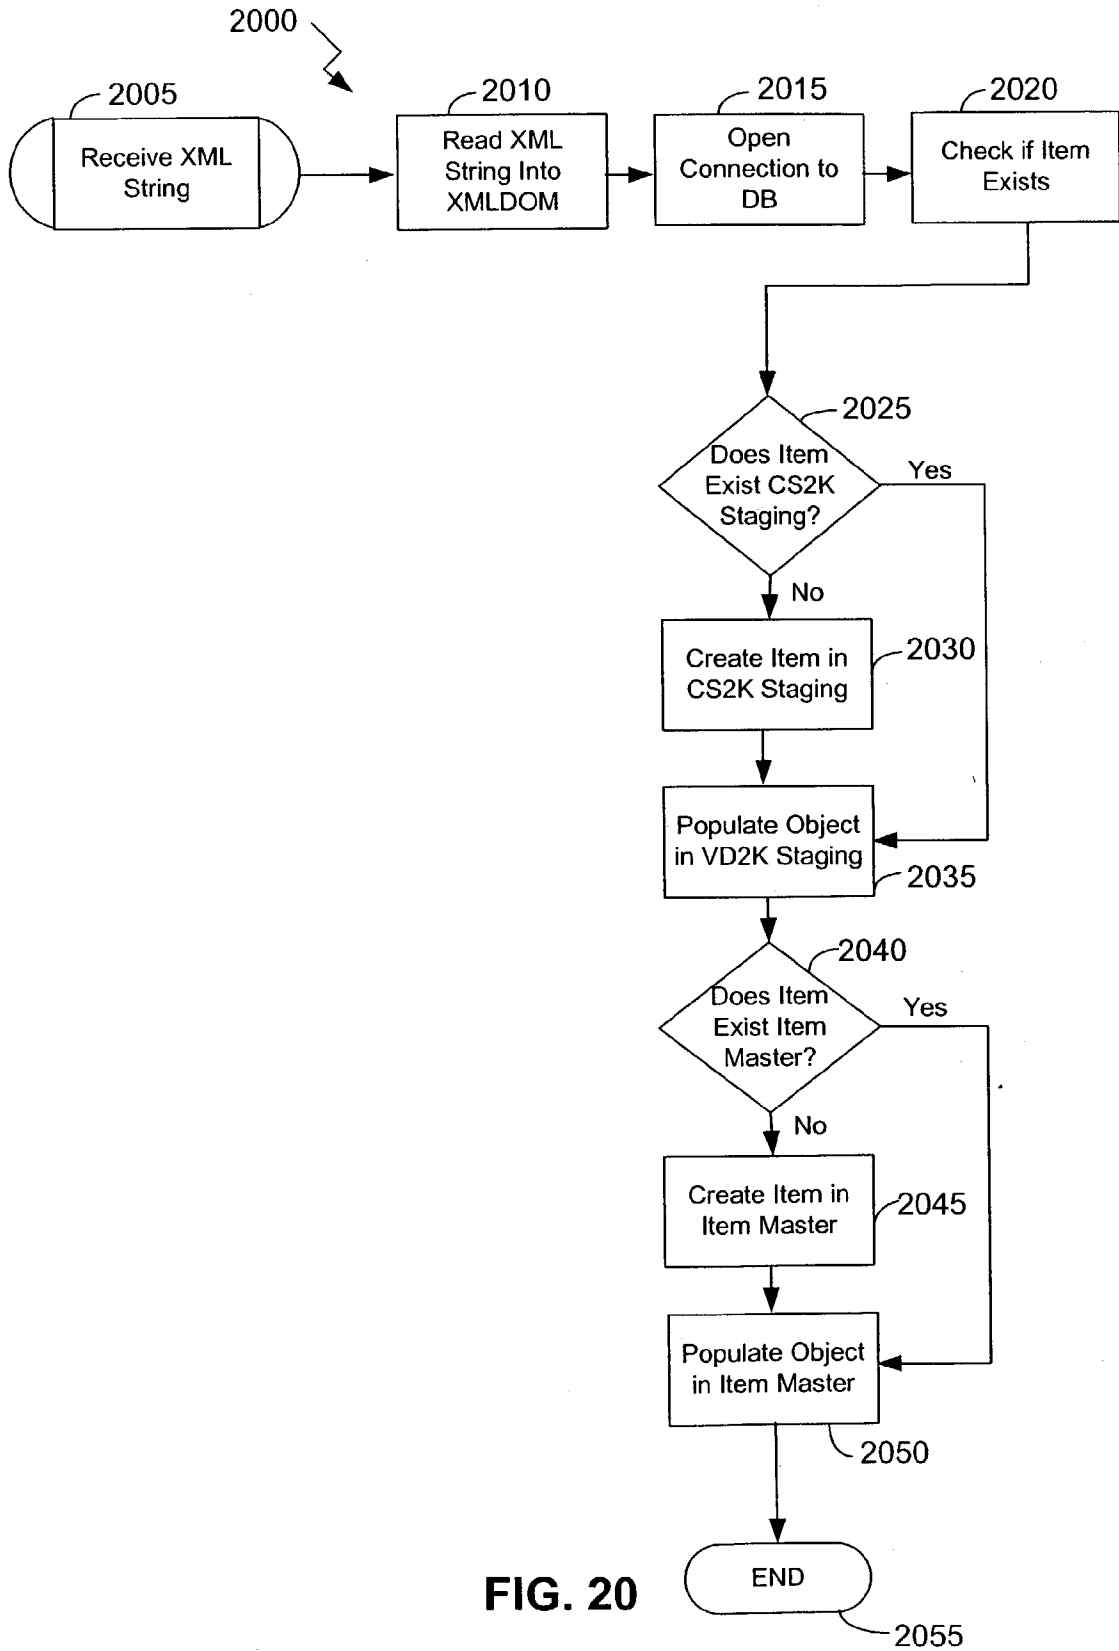 2000
2005
Receive XML
String
2010
Read XML
String Into
XMLDOM
2015
Open
Connection to
DB
2020
Check if Item
Exists
2025
Does Item
Exist CS2K
Staging?
Yes
No
2030
Create Item in
CS2K Staging
Populate Object
in VD2K Staging
2035
2040
Does Item
Exist Item
Master?
Yes
No
2045
Create Item in
Item Master
Populate Object
in Item Master
2050
END
2055
FIG. 20